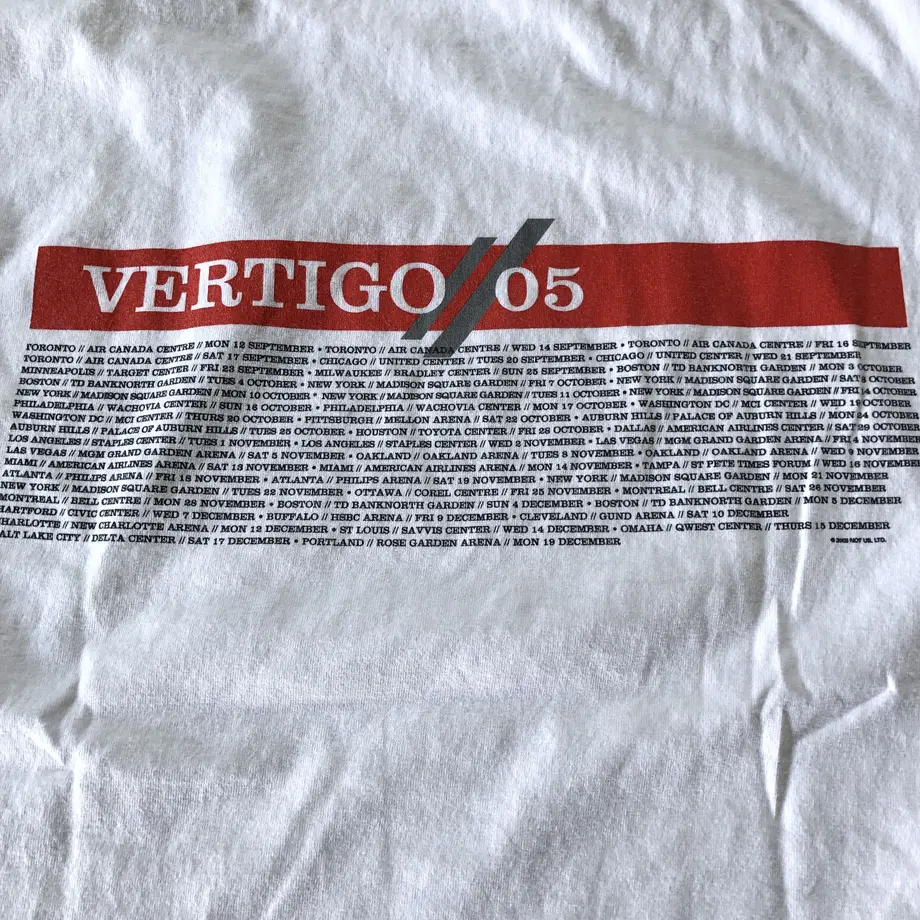 VERTIGO // 05
TORONTO // AIR CANADA CENTRE // MON 12 SEPTEMBER • TORONTO // AIR CANADA CENTRE // WED 14 SEPTEMBER • TORONTO // AIR CANADA CENTRE // FRI 16 SEPTEMBER
TORONTO // AIR CANADA CENTRE // SAT 17 SEPTEMBER • CHICAGO // UNITED CENTER // TUES 20 SEPTEMBER • CHICAGO // UNITED CENTER // WED 21 SEPTEMBER
MINNEAPOLIS // TARGET CENTER // FRI 23 SEPTEMBER • MILWAUKEE // BRADLEY CENTER // SUN 25 SEPTEMBER • BOSTON // TD BANKNORTH GARDEN // MON 3 OCTOBER
BOSTON // TD BANKNORTH GARDEN // TUES 4 OCTOBER • NEW YORK // MADISON SQUARE GARDEN // FRI 7 OCTOBER • NEW YORK // MADISON SQUARE GARDEN // SAT 8 OCTOBER
NEW YORK // MADISON SQUARE GARDEN // MON 10 OCTOBER • NEW YORK // MADISON SQUARE GARDEN // TUES 11 OCTOBER • NEW YORK // MADISON SQUARE GARDEN // FRI 14 OCTOBER
PHILADELPHIA // WACHOVIA CENTER // SUN 16 OCTOBER • PHILADELPHIA // WACHOVIA CENTER // MON 17 OCTOBER • WASHINGTON DC // MCI CENTER // WED 19 OCTOBER
WASHINGTON DC // MCI CENTER // THURS 20 OCTOBER • PITTSBURGH // MELLON ARENA // SAT 22 OCTOBER • AUBURN HILLS // PALACE OF AUBURN HILLS // MON 24 OCTOBER
AUBURN HILLS // PALACE OF AUBURN HILLS // TUES 25 OCTOBER • HOUSTON // TOYOTA CENTER // FRI 28 OCTOBER • DALLAS // AMERICAN AIRLINES CENTER // SAT 29 OCTOBER
LOS ANGELES // STAPLES CENTER // TUES 1 NOVEMBER • LOS ANGELES // STAPLES CENTER // WED 2 NOVEMBER • LAS VEGAS // MGM GRAND GARDEN ARENA // FRI 4 NOVEMBER
LAS VEGAS // MGM GRAND GARDEN ARENA // SAT 5 NOVEMBER • OAKLAND // OAKLAND ARENA // TUES 8 NOVEMBER • OAKLAND // OAKLAND ARENA // WED 9 NOVEMBER
MIAMI // AMERICAN AIRLINES ARENA // SAT 13 NOVEMBER • MIAMI // AMERICAN AIRLINES ARENA // MON 14 NOVEMBER • TAMPA // ST PETE TIMES FORUM // WED 16 NOVEMBER
ATLANTA // PHILIPS ARENA // FRI 18 NOVEMBER • ATLANTA // PHILIPS ARENA // SAT 19 NOVEMBER • NEW YORK // MADISON SQUARE GARDEN // MON 21 NOVEMBER
NEW YORK // MADISON SQUARE GARDEN // TUES 22 NOVEMBER • OTTAWA // COREL CENTRE // FRI 25 NOVEMBER • MONTREAL // BELL CENTRE // SAT 26 NOVEMBER
MONTREAL // BELL CENTRE // MON 28 NOVEMBER • BOSTON // TD BANKNORTH GARDEN // SUN 4 DECEMBER • BOSTON // TD BANKNORTH GARDEN // MON 5 DECEMBER
HARTFORD // CIVIC CENTER // WED 7 DECEMBER • BUFFALO // HSBC ARENA // FRI 9 DECEMBER • CLEVELAND // GUND ARENA // SAT 10 DECEMBER
HARLOTTE // NEW CHARLOTTE ARENA // MON 12 DECEMBER • ST LOUIS // SAVVIS CENTER // WED 14 DECEMBER • OMAHA // QWEST CENTER // THURS 15 DECEMBER
ALT LAKE CITY // DELTA CENTER // SAT 17 DECEMBER • PORTLAND // ROSE GARDEN ARENA // MON 19 DECEMBER
© 2005 NOT US, LTD.